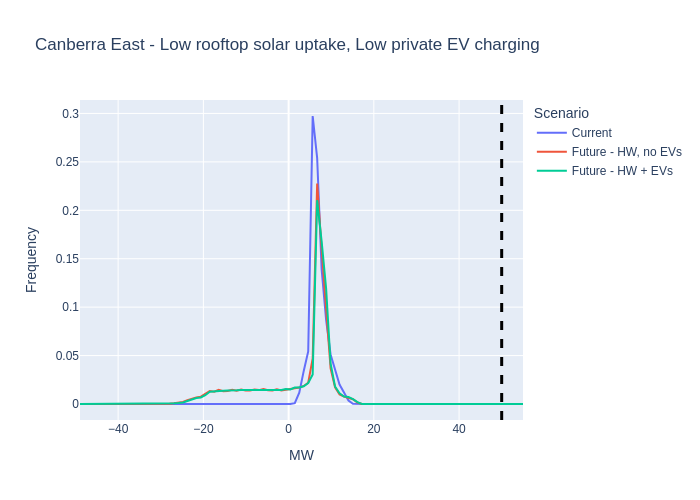 Canberra East - Low rooftop solar uptake, Low private EV charging
Scenario
Current
Future - HW, no EVs
Future - HW + EVs
Frequency
0.3
0.25
0.2
0.15
0.1
0.05
0
−40
−20
0
20
40
MW